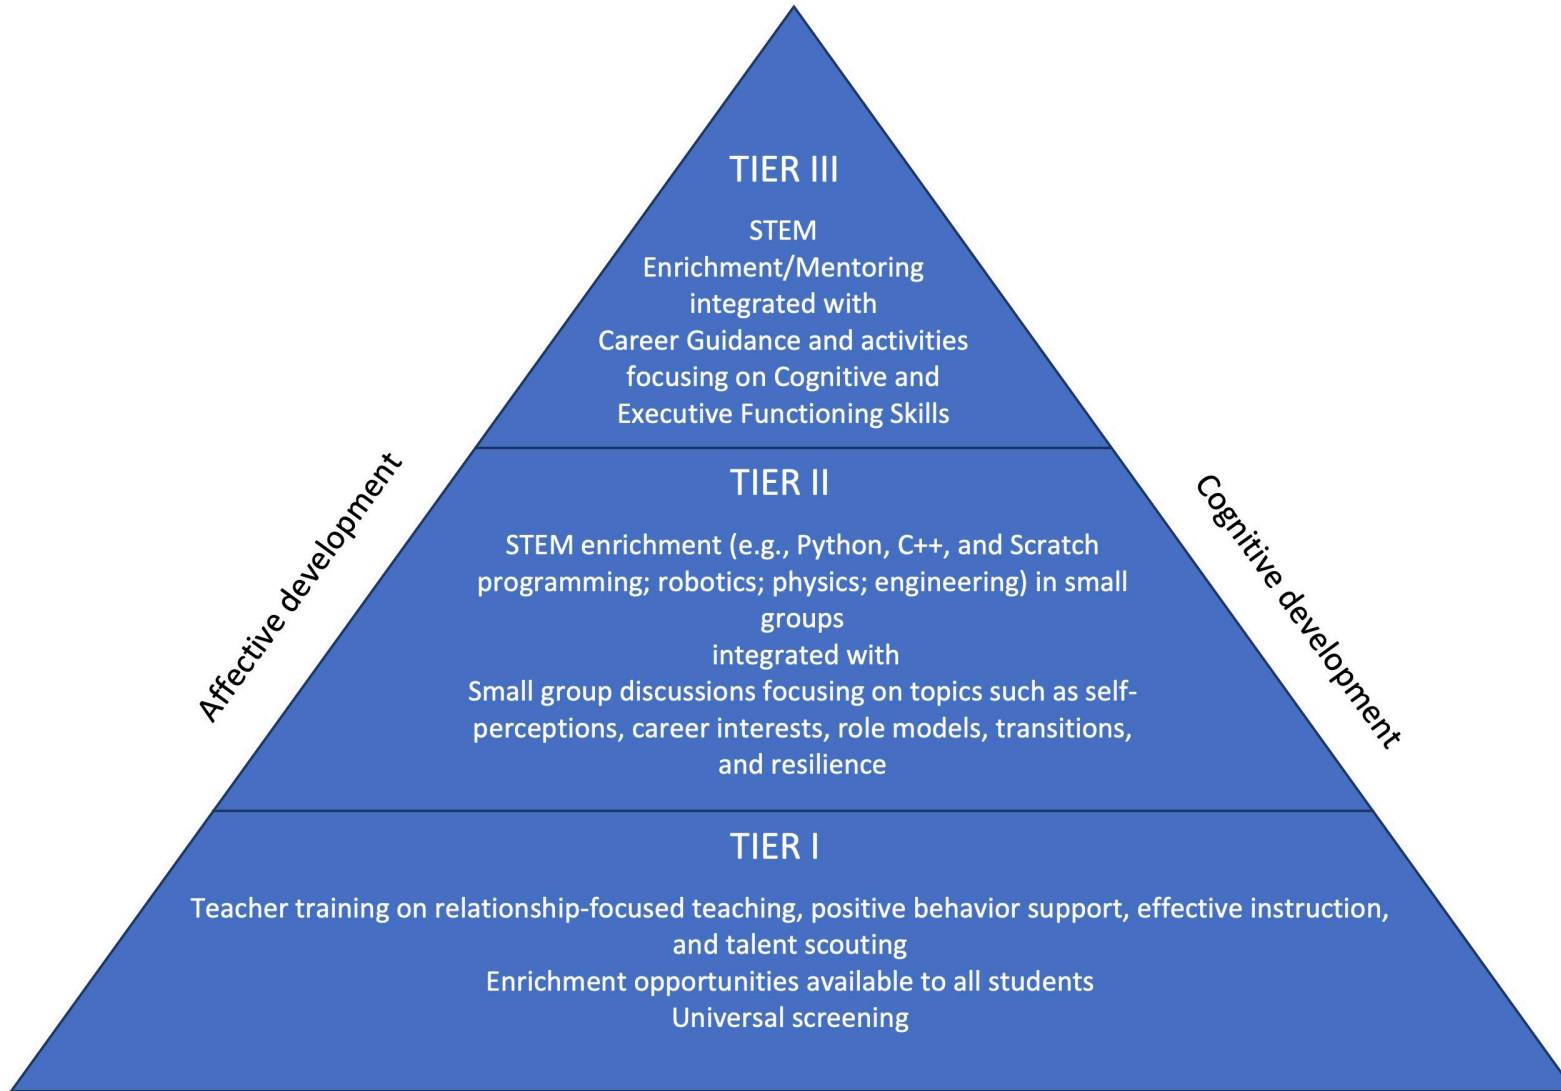 TIER III
STEM
Enrichment/Mentoring
integrated with
Career Guidance and activities
focusing on Cognitive and
Executive Functioning Skills
Affective development
Cognitive development
TIER II
STEM enrichment (e.g., Python, C++, and Scratch
programming; robotics; physics; engineering) in small
groups
integrated with
Small group discussions focusing on topics such as self-
perceptions, career interests, role models, transitions,
and resilience
TIER I
Teacher training on relationship-focused teaching, positive behavior support, effective instruction,
and talent scouting
Enrichment opportunities available to all students
Universal screening